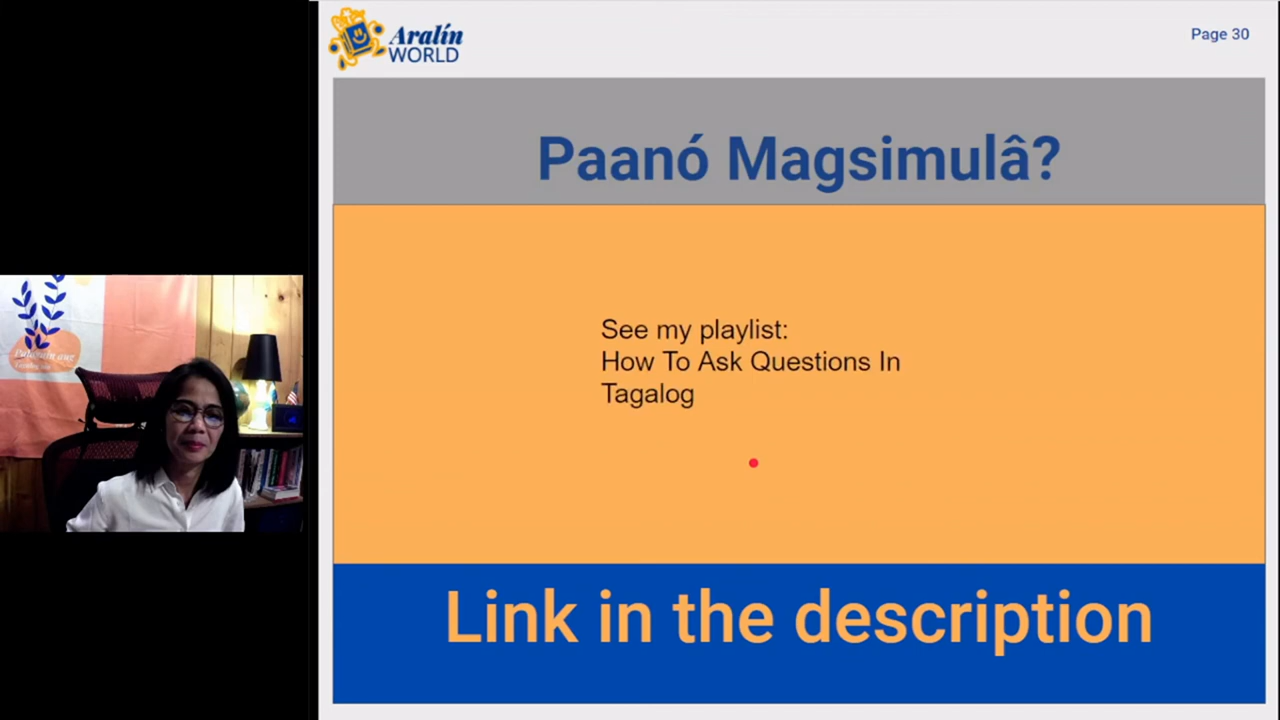 Aralín
WORLD
Page 30
Paanó Magsimulâ?
See my playlist:
How To Ask Questions In
Tagalog
Link in the description